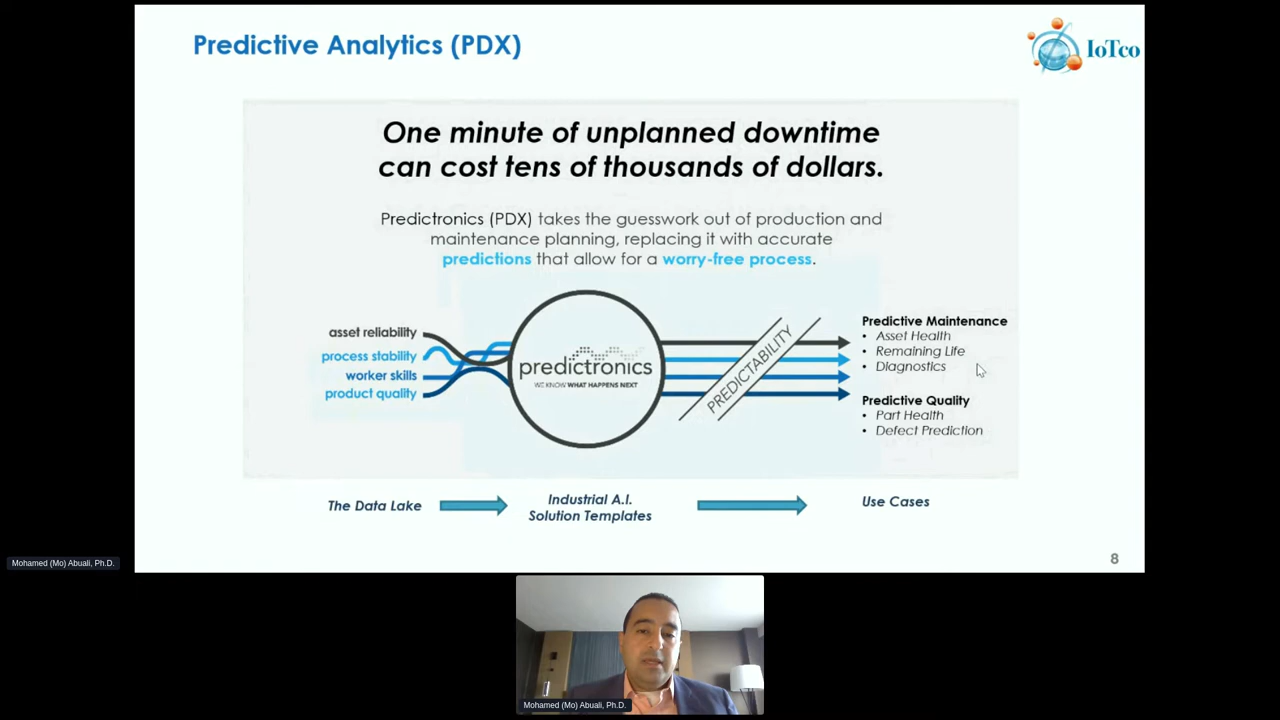 Predictive Analytics (PDX)
IoTco
One minute of unplanned downtime
can cost tens of thousands of dollars.
Predictronics (PDX) takes the guesswork out of production and
maintenance planning, replacing it with accurate
predictions that allow for a worry-free process.
asset reliability
process stability
worker skills
product quality
predictronics
WE KNOW WHAT HAPPENS NEXT
PREDICTABILITY
Predictive Maintenance
• Asset Health
• Remaining Life
• Diagnostics
Predictive Quality
• Part Health
• Defect Prediction
The Data Lake
Industrial A.I.
Solution Templates
Use Cases
8
Mohamed (Mo) Abuali, Ph.D.
Mohamed (Mo) Abuali, Ph.D.